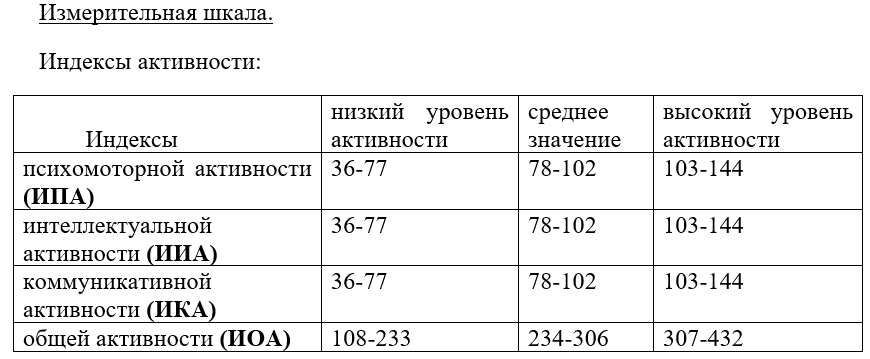 Измерительная шкала.
Индексы активности:
Индексы
низкий уровень
активности
среднее
значение
высокий уровень
активности
психомоторной активности
(ИПА)
36-77
78-102
103-144
интеллектуальной
активности (ИИА)
36-77
78-102
103-144
коммуникативной
активности (ИКА)
36-77
78-102
103-144
общей активности (ИОА)
108-233
234-306
307-432